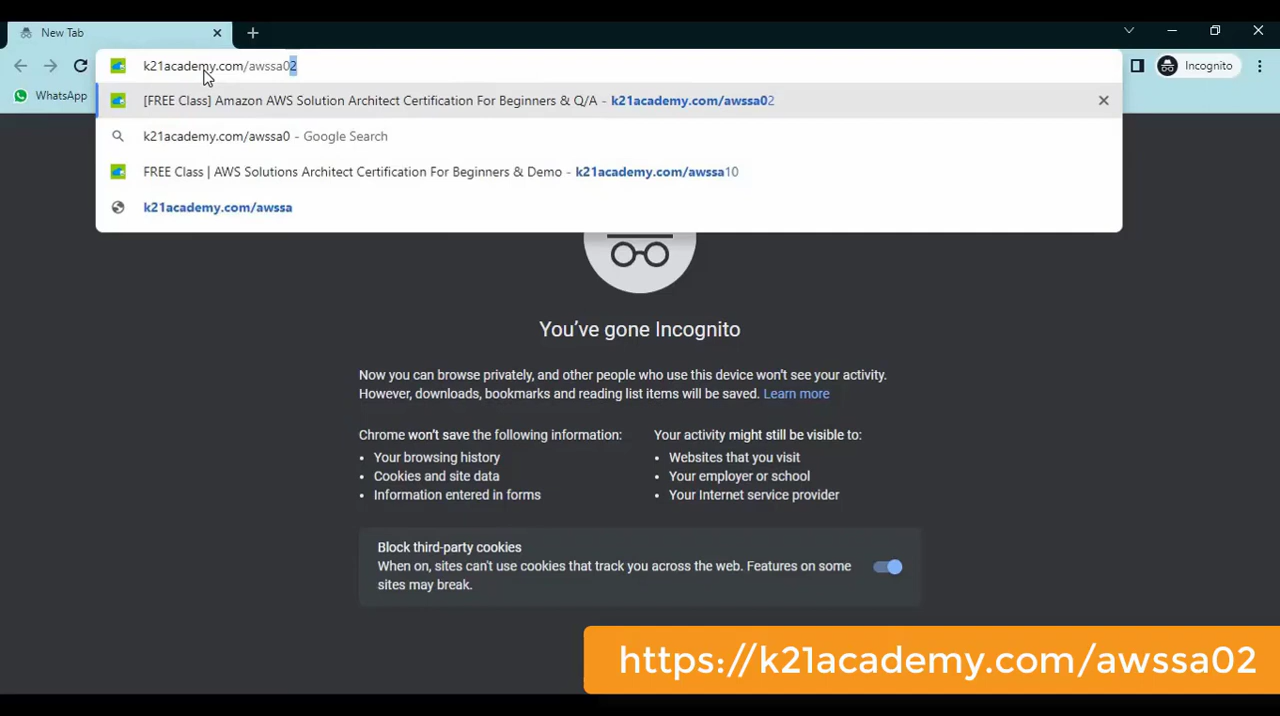 New Tab
k21academy.com/awssa02
Incognito
WhatsApp
[FREE Class] Amazon AWS Solution Architect Certification For Beginners & Q/A - k21academy.com/awssa02
k21academy.com/awssa0 - Google Search
FREE Class | AWS Solutions Architect Certification For Beginners & Demo - k21academy.com/awssa10
k21academy.com/awssa
You've gone Incognito
Now you can browse privately, and other people who use this device won't see your activity.
However, downloads, bookmarks and reading list items will be saved. Learn more
Chrome won't save the following information:
• Your browsing history
• Cookies and site data
• Information entered in forms
Your activity might still be visible to:
• Websites that you visit
• Your employer or school
• Your Internet service provider
Block third-party cookies
When on, sites can't use cookies that track you across the web. Features on some
sites may break.
https://k21academy.com/awssa02